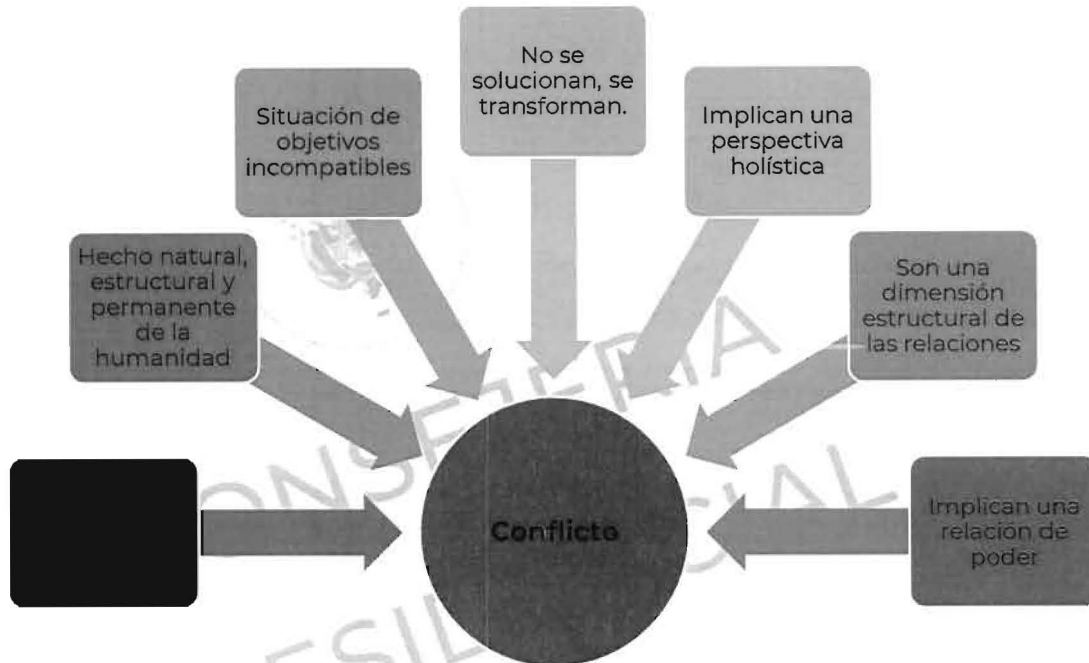 No se
solucionan, se
transforman.
Situación de
objetivos
incompatibles
Implican una
perspectiva
holística
Hecho natural,
estructural y
permanente
de la
humanidad
Son una
dimensión
estructural de
las relaciones
Conflicto
Implican una
relación de
poder